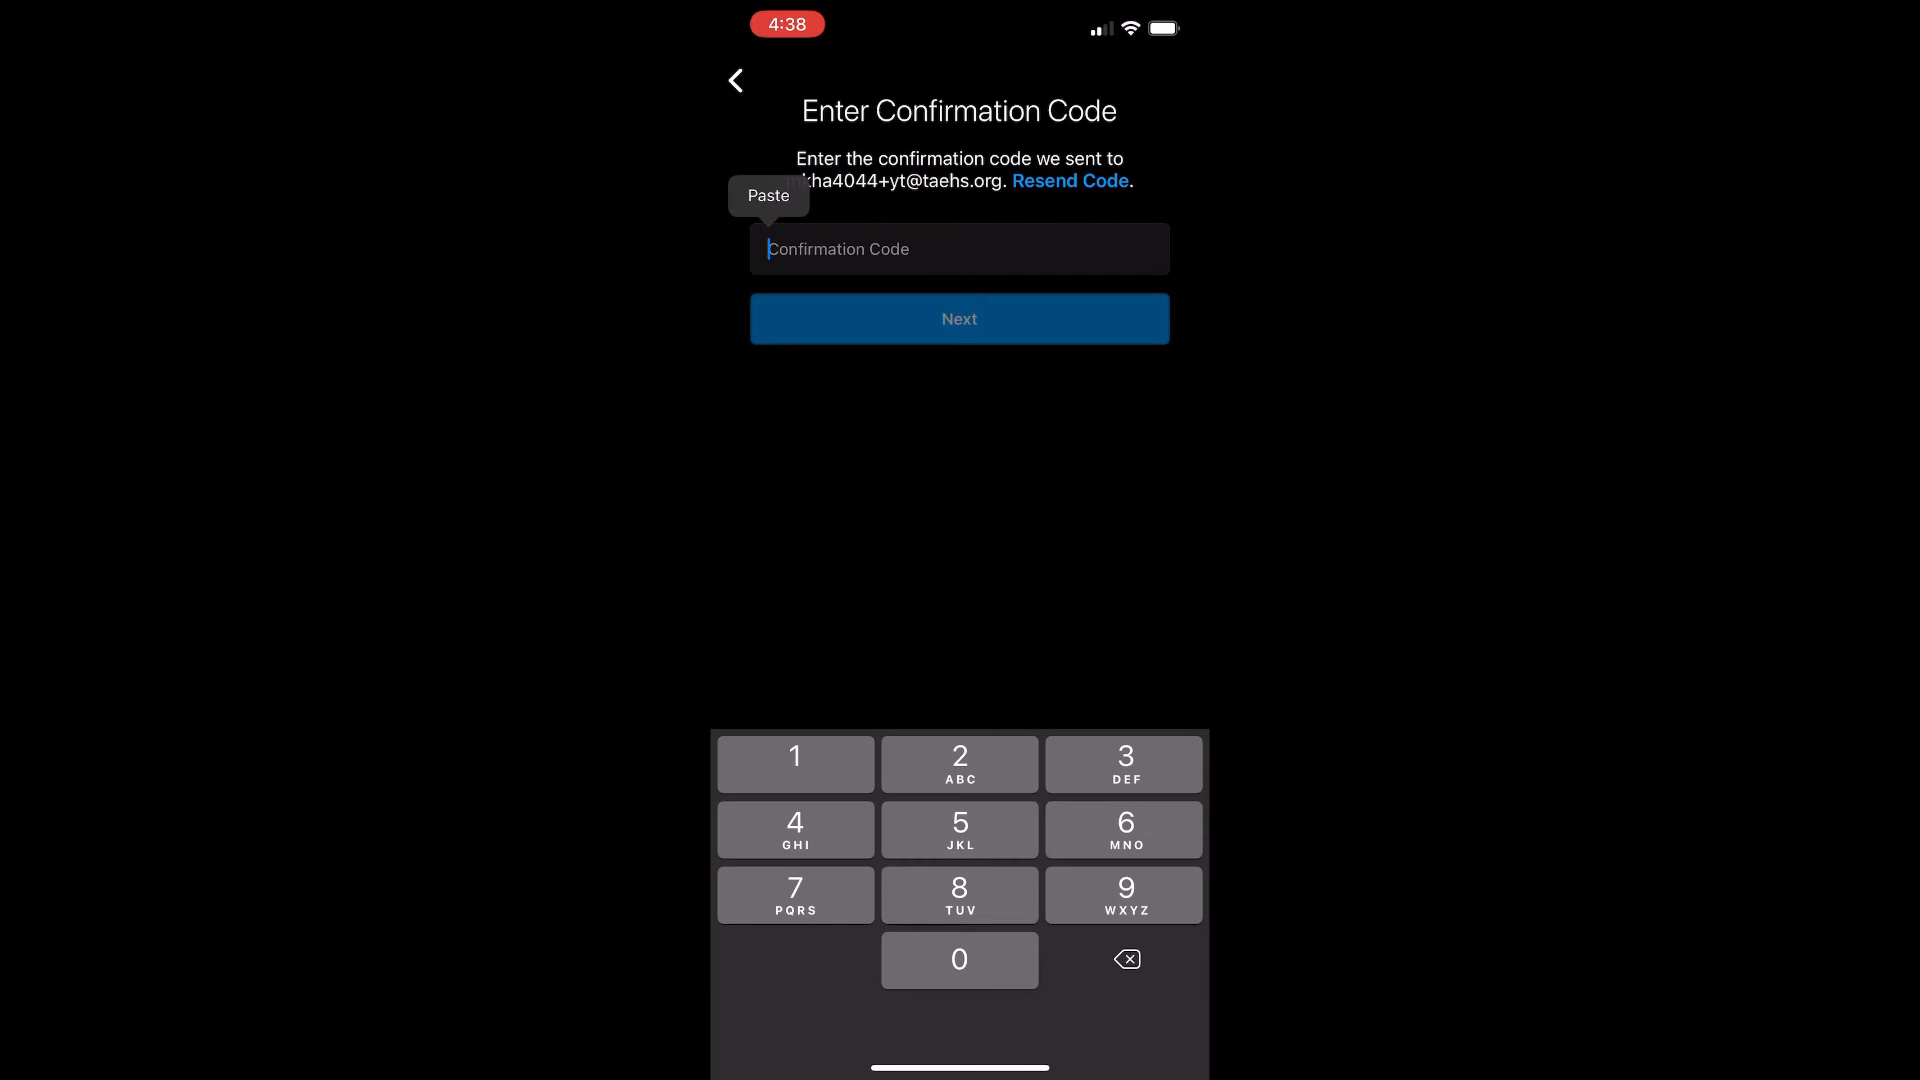 4:38
Enter Confirmation Code
Enter the confirmation code we sent to
mkha4044+yt@taehs.org. Resend Code.
Paste
Confirmation Code
Next
1
2
ABC
3
DEF
4
GHI
5
JKL
6
MNO
7
PQRS
8
TUV
9
WXYZ
0